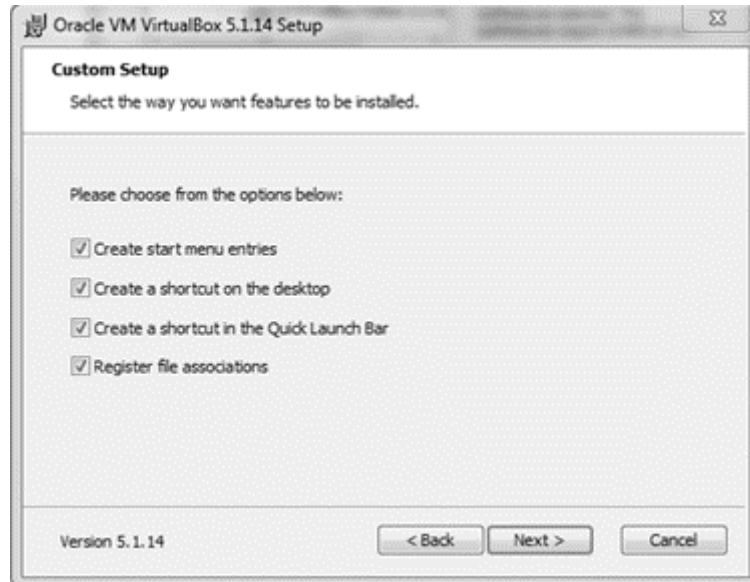 Oracle VM VirtualBox 5.1.14 Setup
Custom Setup
Select the way you want features to be installed.
Please choose from the options below:
Create start menu entries
Create a shortcut on the desktop
Create a shortcut in the Quick Launch Bar
Register file associations
Version 5.1.14
< Back
Next >
Cancel